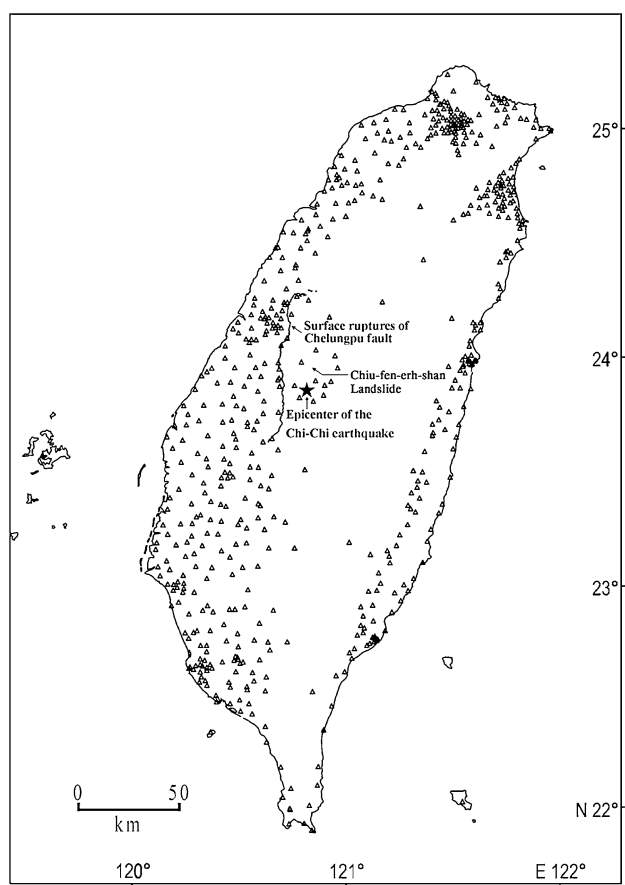 25°
Surface ruptures of
Chelungpu fault
24°
Chiu-fen-erh-shan
Landslide
Epicenter of the
Chi-Chi earthquake
23°
0 50
km
N 22°
120° 121° E 122°